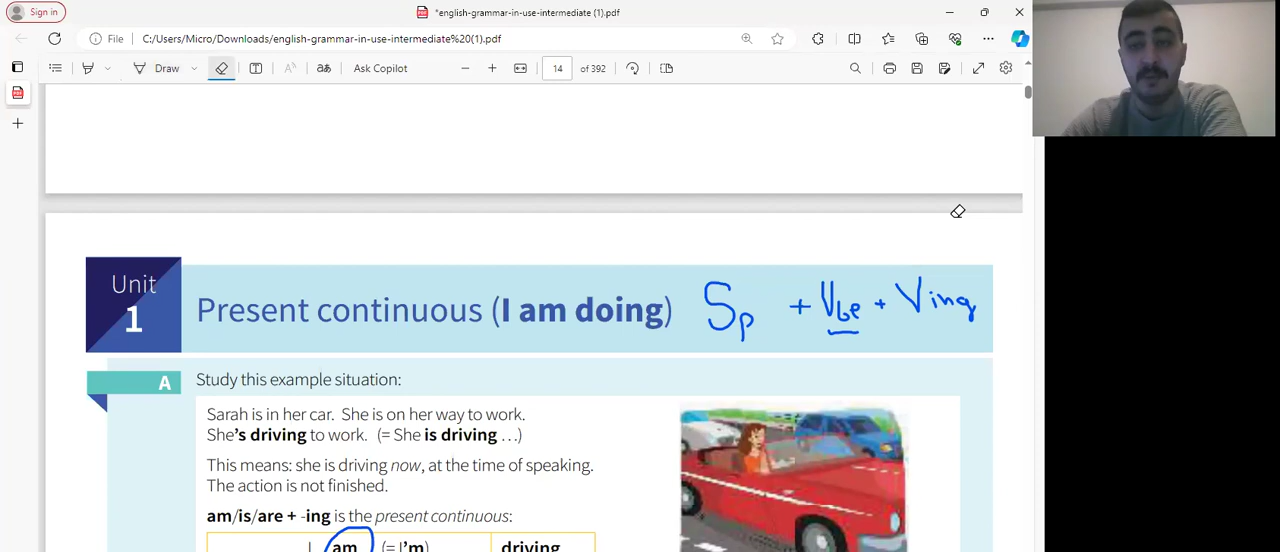 Sign in
*english-grammar-in-use-intermediate (1).pdf
File
C:/Users/Micro/Downloads/english-grammar-in-use-intermediate%20(1).pdf
Draw
Ask Copilot
14
of 392
Unit
1
Present continuous (I am doing)
Sp + Vbe + Ving
A
Study this example situation:
Sarah is in her car. She is on her way to work.
She's driving to work. (= She is driving …)
This means: she is driving now, at the time of speaking.
The action is not finished.
am/is/are + -ing is the present continuous:
I am (= I'm) driving